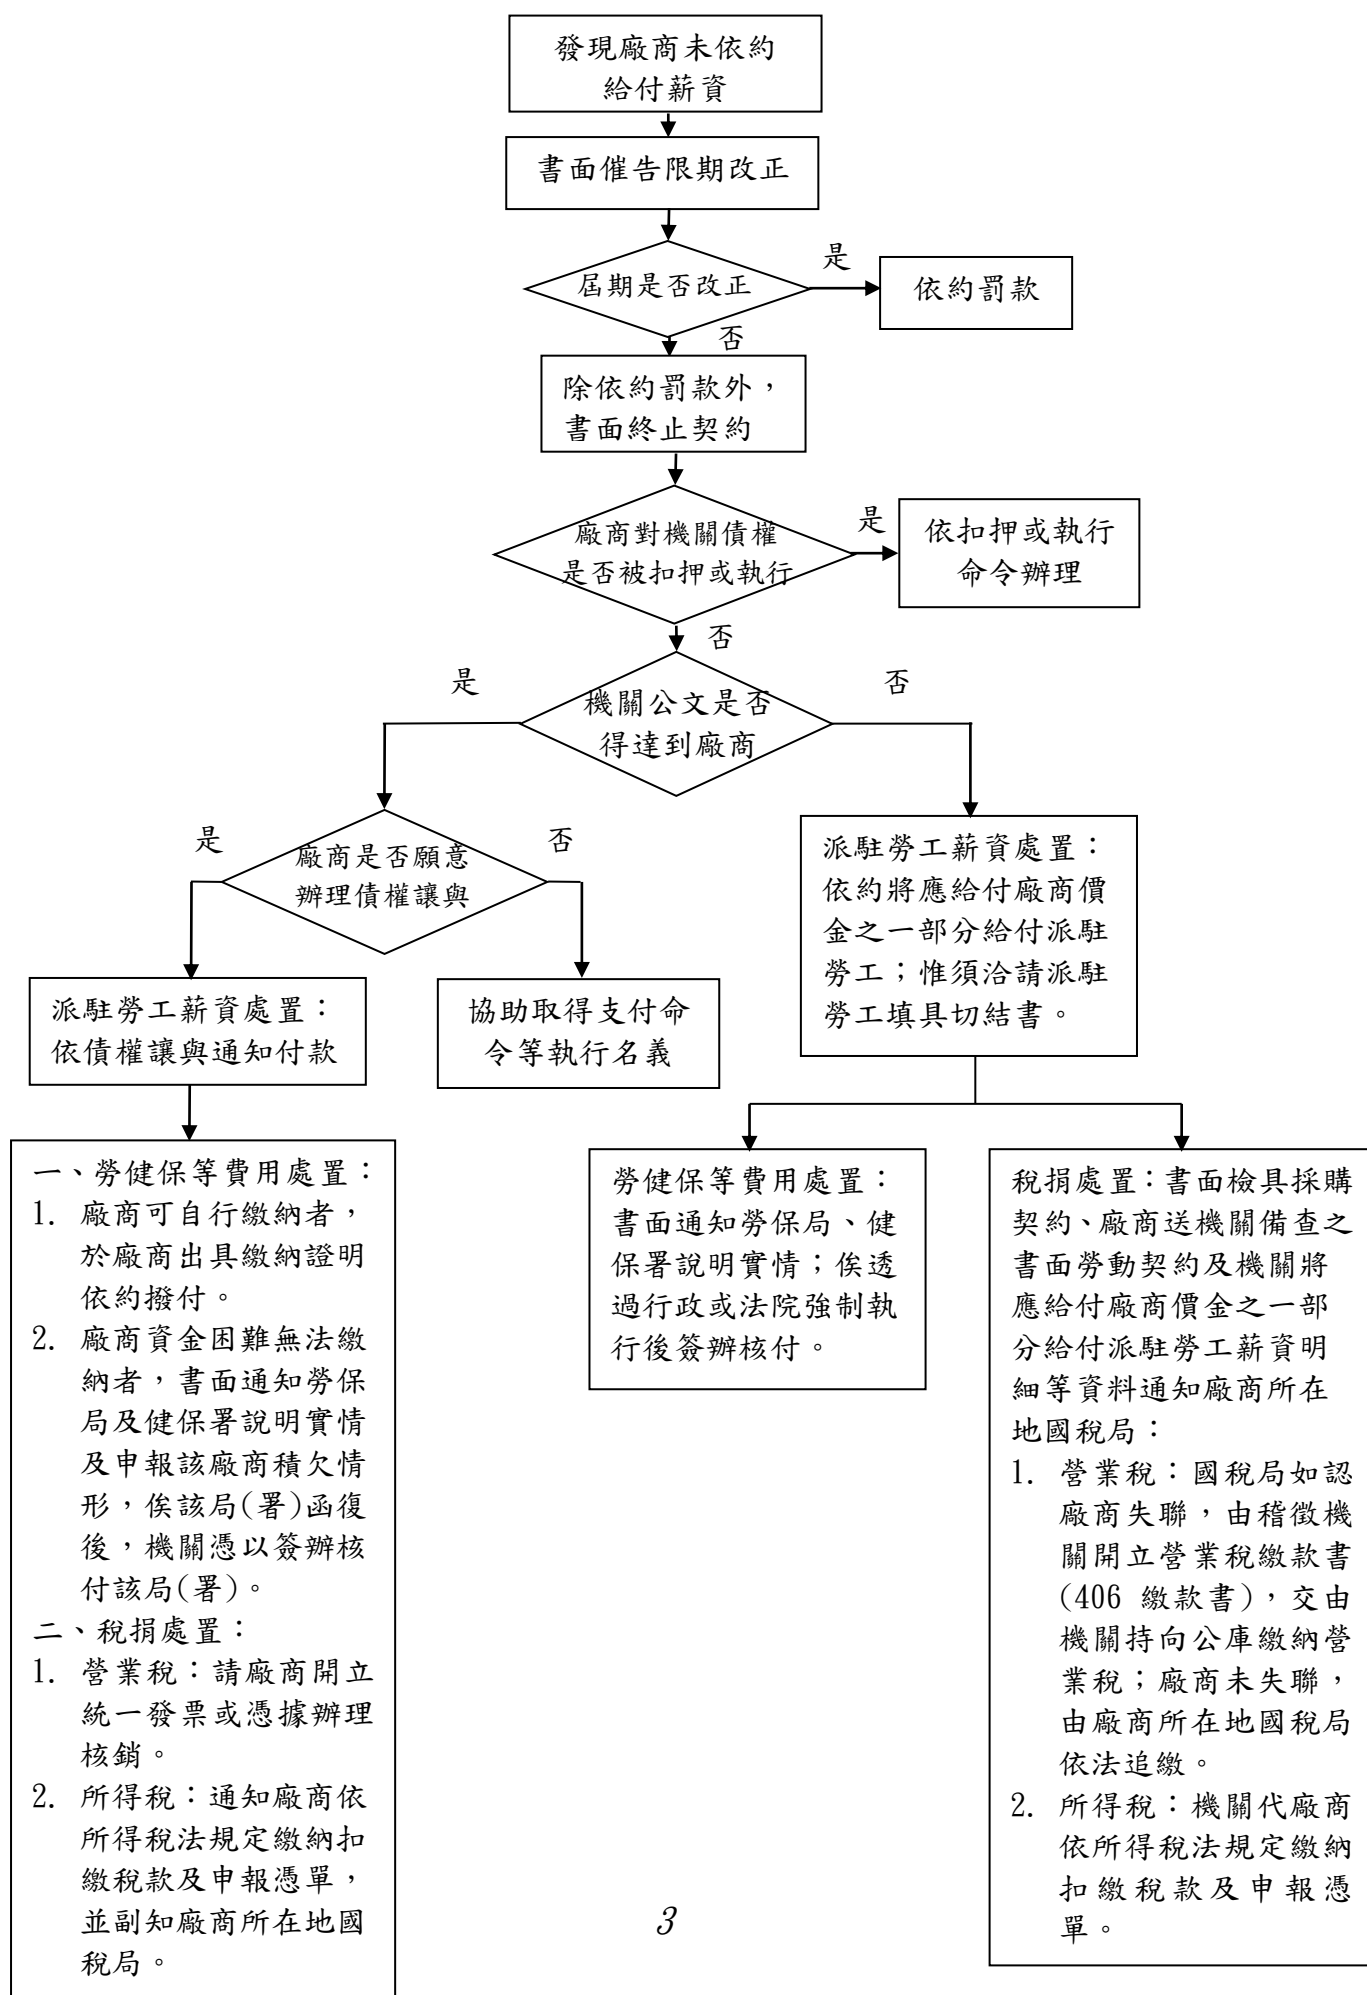 發現廠商未依約
給付薪資
書面催告限期改正
屆期是否改正
是
依約罰款
否
除依約罰款外，
書面終止契約
廠商對機關債權
是否被扣押或執行
是
依扣押或執行
命令辦理
否
機關公文是否
得達到廠商
是
否
廠商是否願意
辦理債權讓與
是
否
派駐勞工薪資處置：
依約將應給付廠商價
金之一部分給付派駐
勞工；惟須洽請派駐
勞工填具切結書。
派駐勞工薪資處置：
依債權讓與通知付款
協助取得支付命
令等執行名義
一、勞健保等費用處置：
1. 廠商可自行繳納者，
於廠商出具繳納證明
依約撥付。
2. 廠商資金困難無法繳
納者，書面通知勞保
局及健保署說明實情
及申報該廠商積欠情
形，俟該局(署)函復
後，機關憑以簽辦核
付該局(署)。
二、稅捐處置：
1. 營業稅：請廠商開立
統一發票或憑據辦理
核銷。
2. 所得稅：通知廠商依
所得稅法規定繳納扣
繳稅款及申報憑單，
並副知廠商所在地國
稅局。
勞健保等費用處置：
書面通知勞保局、健
保署說明實情；俟透
過行政或法院強制執
行後簽辦核付。
稅捐處置：書面檢具採購
契約、廠商送機關備查之
書面勞動契約及機關將
應給付廠商價金之一部
分給付派駐勞工薪資明
細等資料通知廠商所在
地國稅局：
1. 營業稅：國稅局如認
廠商失聯，由稽徵機
關開立營業稅繳款書
(406 繳款書)，交由
機關持向公庫繳納營
業稅；廠商未失聯，
由廠商所在地國稅局
依法追繳。
2. 所得稅：機關代廠商
依所得稅法規定繳納
扣繳稅款及申報憑
單。
3